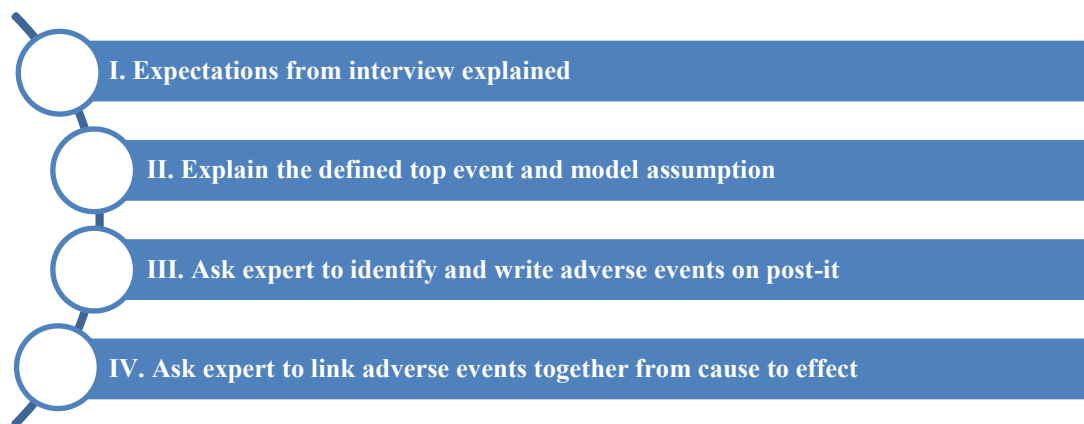 I. Expectations from interview explained
II. Explain the defined top event and model assumption
III. Ask expert to identify and write adverse events on post-it
IV. Ask expert to link adverse events together from cause to effect